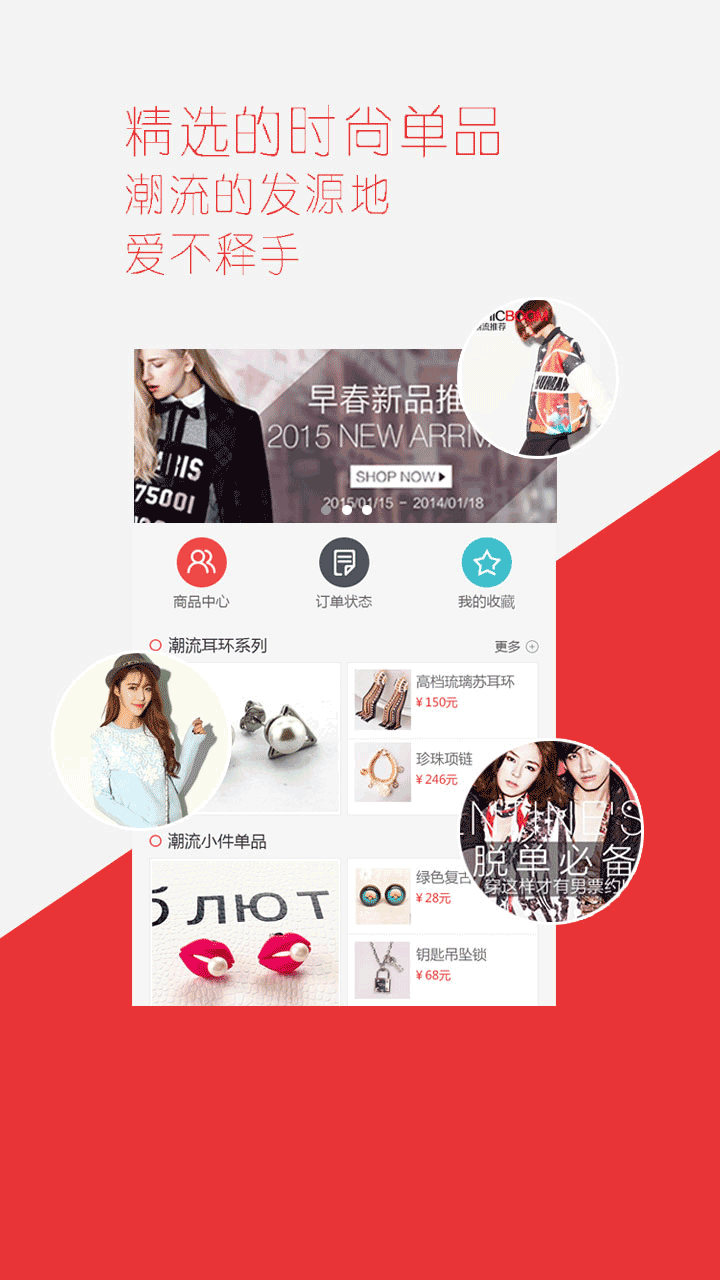 精选的时尚单品
潮流的发源地
爱不释手
BOOM
流推荐
早春新品推
2015 NEW ARRIV
SHOP NOW
2015/01/15 - 2014/01/18
ARIS
75001
HUMAN
商品中心
订单状态
我的收藏
潮流耳环系列
更多
高档琉璃苏耳环
¥150元
珍珠项链
¥246元
潮流小件单品
绿色复古
¥28元
钥匙吊坠锁
¥68元
ЛЮТ
NTINE'S
脱单必备
穿这样才有男票约